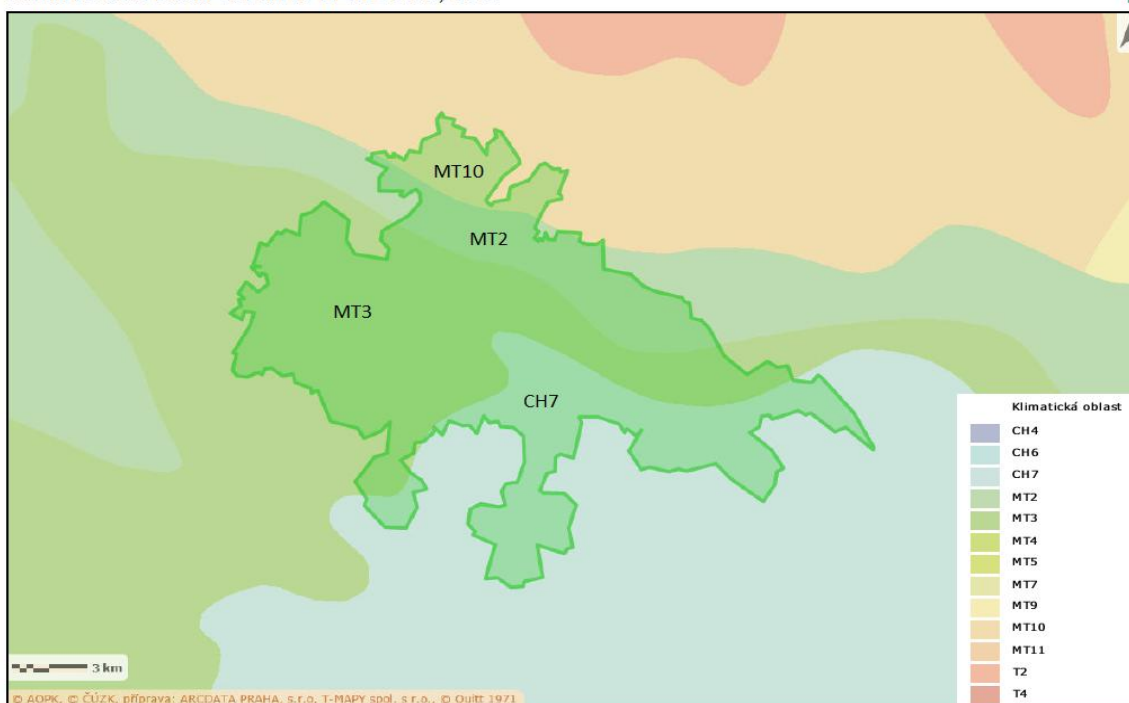 MT10
MT2
MT3
CH7
Klimatická oblast
CH4
CH6
CH7
MT2
MT3
MT4
MT5
MT7
MT9
MT10
MT11
T2
T4
3 km
© AOPK, © ČÚZK, příprava: ARCDATA PRAHA, s.r.o. T-MAPY spol. s r.o., © Quitt 1971